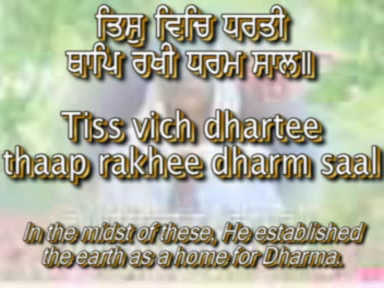 ਤਿਸੁ ਵਿਚਿ ਧਰਤੀ
ਥਾਪਿ ਰਖੀ ਧਰਮ ਸਾਲ॥
Tiss vich dhartee
thaap rakhee dharm saal
In the midst of these, He established
the earth as a home for Dharma.